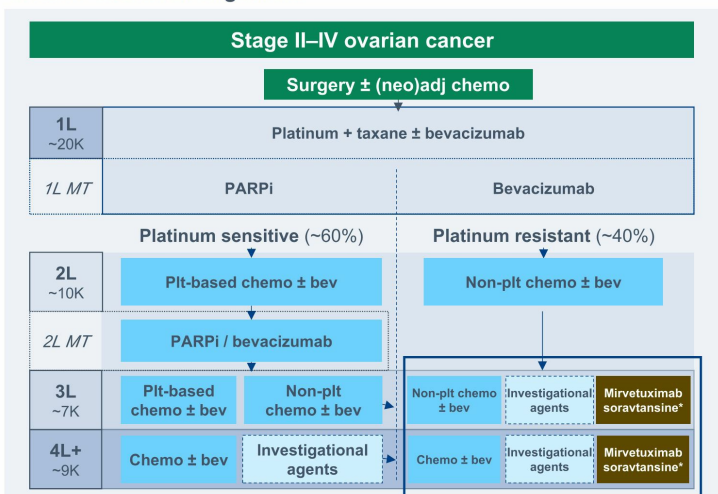 Stage II–IV ovarian cancer
Surgery ± (neo)adj chemo
1L
~20K
Platinum + taxane ± bevacizumab
1L MT
PARPi
Bevacizumab
Platinum sensitive (~60%)
Platinum resistant (~40%)
2L
~10K
Plt-based chemo ± bev
Non-plt chemo ± bev
2L MT
PARPi / bevacizumab
3L
~7K
Plt-based
chemo ± bev
Non-plt
chemo ± bev
Non-plt chemo
± bev
Investigational
agents
Mirvetuximab
soravtansine*
4L+
~9K
Chemo ± bev
Investigational
agents
Chemo ± bev
Investigational
agents
Mirvetuximab
soravtansine*